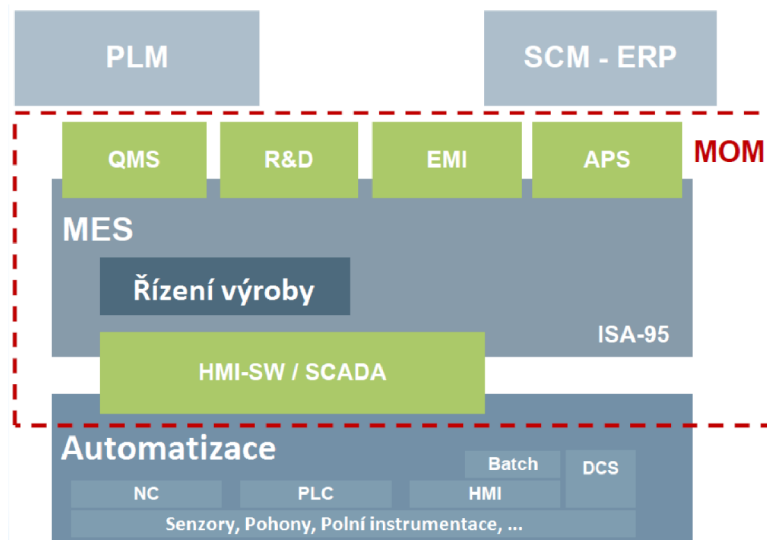 PLM
SCM - ERP
QMS
R&D
EMI
APS
MOM
MES
Řízení výroby
ISA-95
HMI-SW / SCADA
Automatizace
Batch
DCS
NC
PLC
HMI
Senzory, Pohony, Polní instrumentace, ...